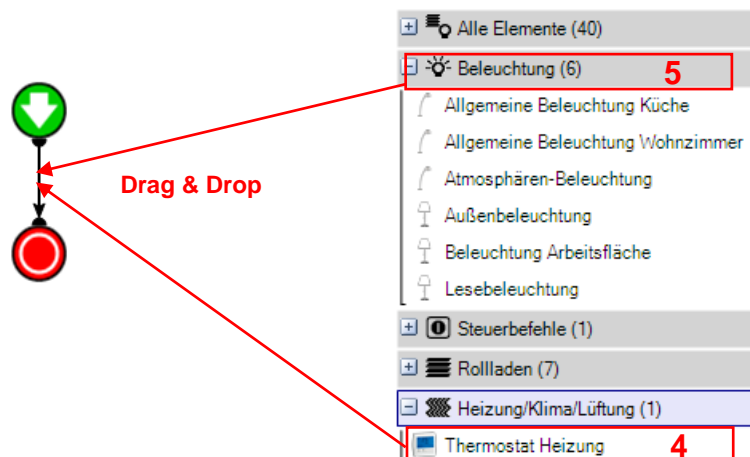 Alle Elemente (40)
Beleuchtung (6) 5
Allgemeine Beleuchtung Küche
Allgemeine Beleuchtung Wohnzimmer
Atmosphären-Beleuchtung
Drag & Drop
Außenbeleuchtung
Beleuchtung Arbeitsfläche
Lesebeleuchtung
Steuerbefehle (1)
Rollladen (7)
Heizung/Klima/Lüftung (1)
Thermostat Heizung 4